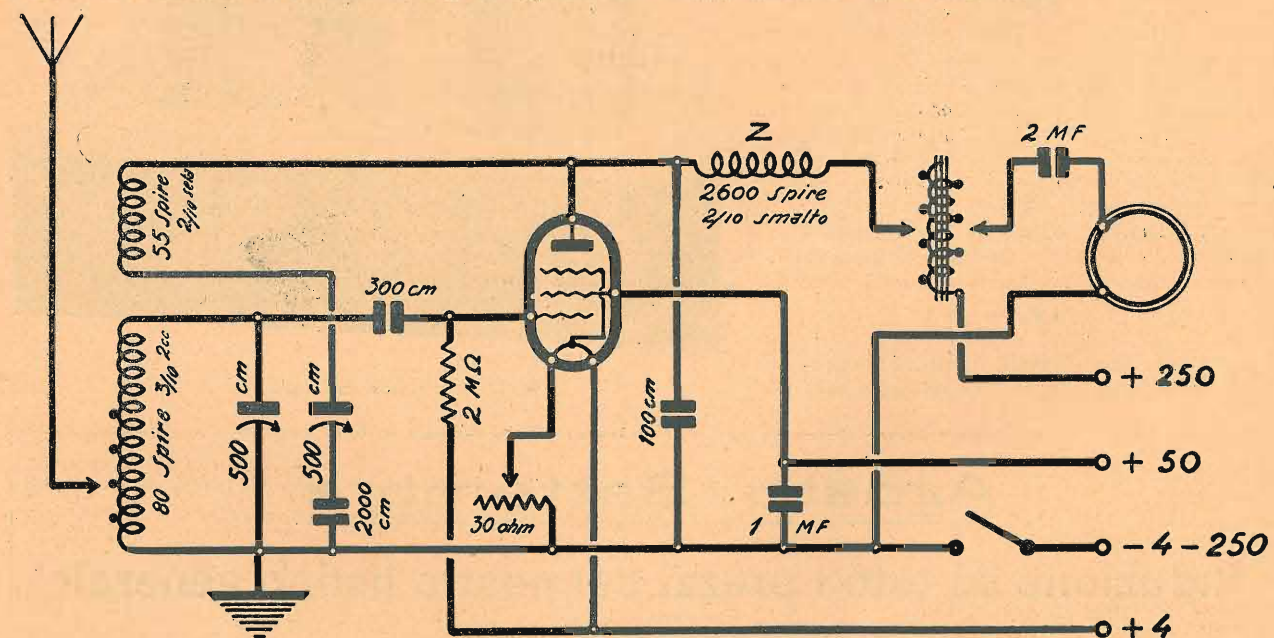 Z
2600 spire
2/10 smalto
2 MF
55 spire
2/10 seta
300 cm
80 spire 3/10 2cc
500 cm
500 cm
2000
cm
2 MΩ
30 ohm
100 cm
1 MF
+ 250
+ 50
- 4 - 250
+ 4